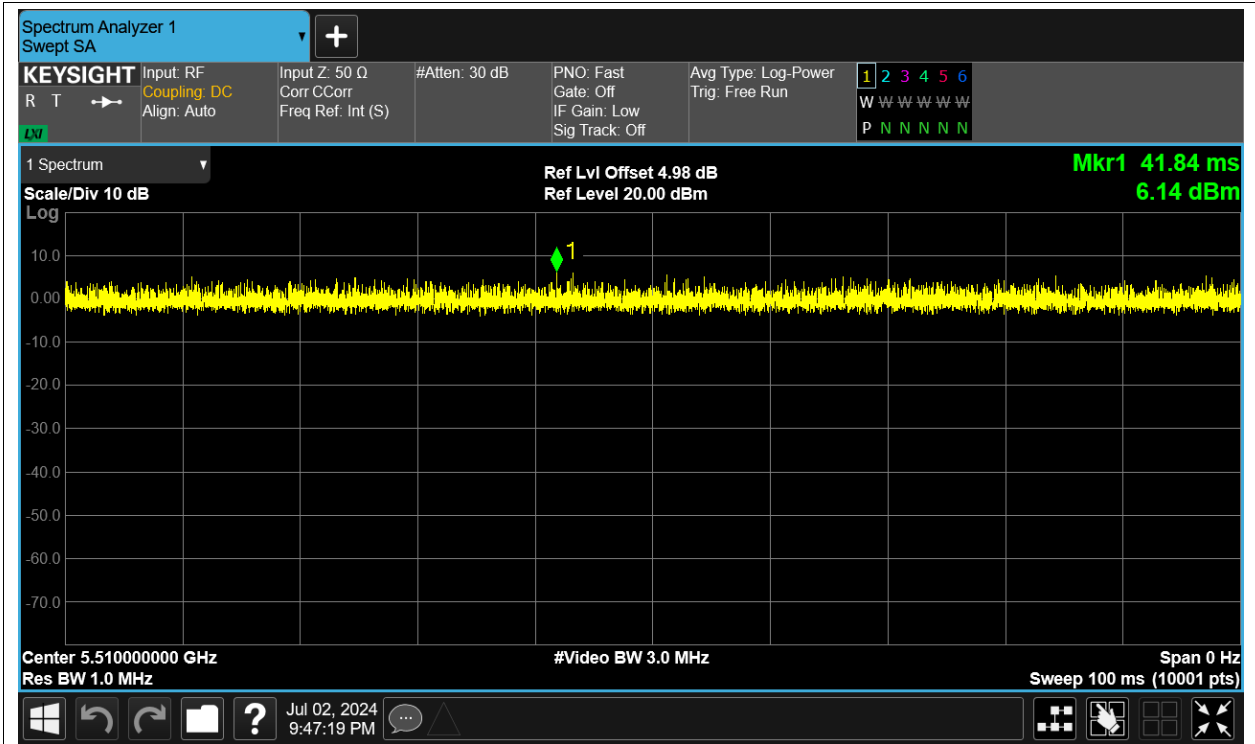 Spectrum Analyzer 1
Swept SA
+
KEYSIGHT
R T
LXI
Input: RF
Coupling: DC
Align: Auto
Input Z: 50 Ω
Corr CCorr
Freq Ref: Int (S)
#Atten: 30 dB
PNO: Fast
Gate: Off
IF Gain: Low
Sig Track: Off
Avg Type: Log-Power
Trig: Free Run
1 2 3 4 5 6
W W W W W W
P N N N N N
1 Spectrum
Scale/Div 10 dB
Log
Ref Lvl Offset 4.98 dB
Ref Level 20.00 dBm
Mkr1 41.84 ms
6.14 dBm
1
10.0
0.00
-10.0
-20.0
-30.0
-40.0
-50.0
-60.0
-70.0
Center 5.510000000 GHz
Res BW 1.0 MHz
#Video BW 3.0 MHz
Span 0 Hz
Sweep 100 ms (10001 pts)
?
Jul 02, 2024
9:47:19 PM